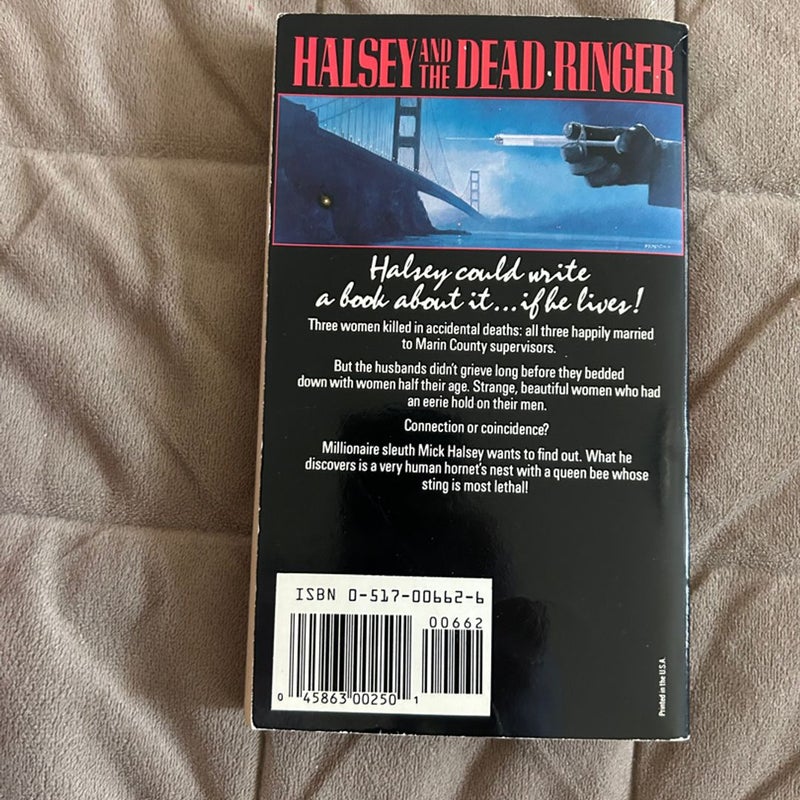 HALSEY AND THE DEAD RINGER
Halsey could write
a book about it...if he lives!
Three women killed in accidental deaths: all three happily married
to Marin County supervisors.
But the husbands didn't grieve long before they bedded
down with women half their age. Strange, beautiful women who had
an eerie hold on their men.
Connection or coincidence?
Millionaire sleuth Mick Halsey wants to find out. What he
discovers is a very human hornet's nest with a queen bee whose
sting is most lethal!
ISBN 0-517-00662-6
00662
0 45863 00250 1
Printed in the U.S.A.